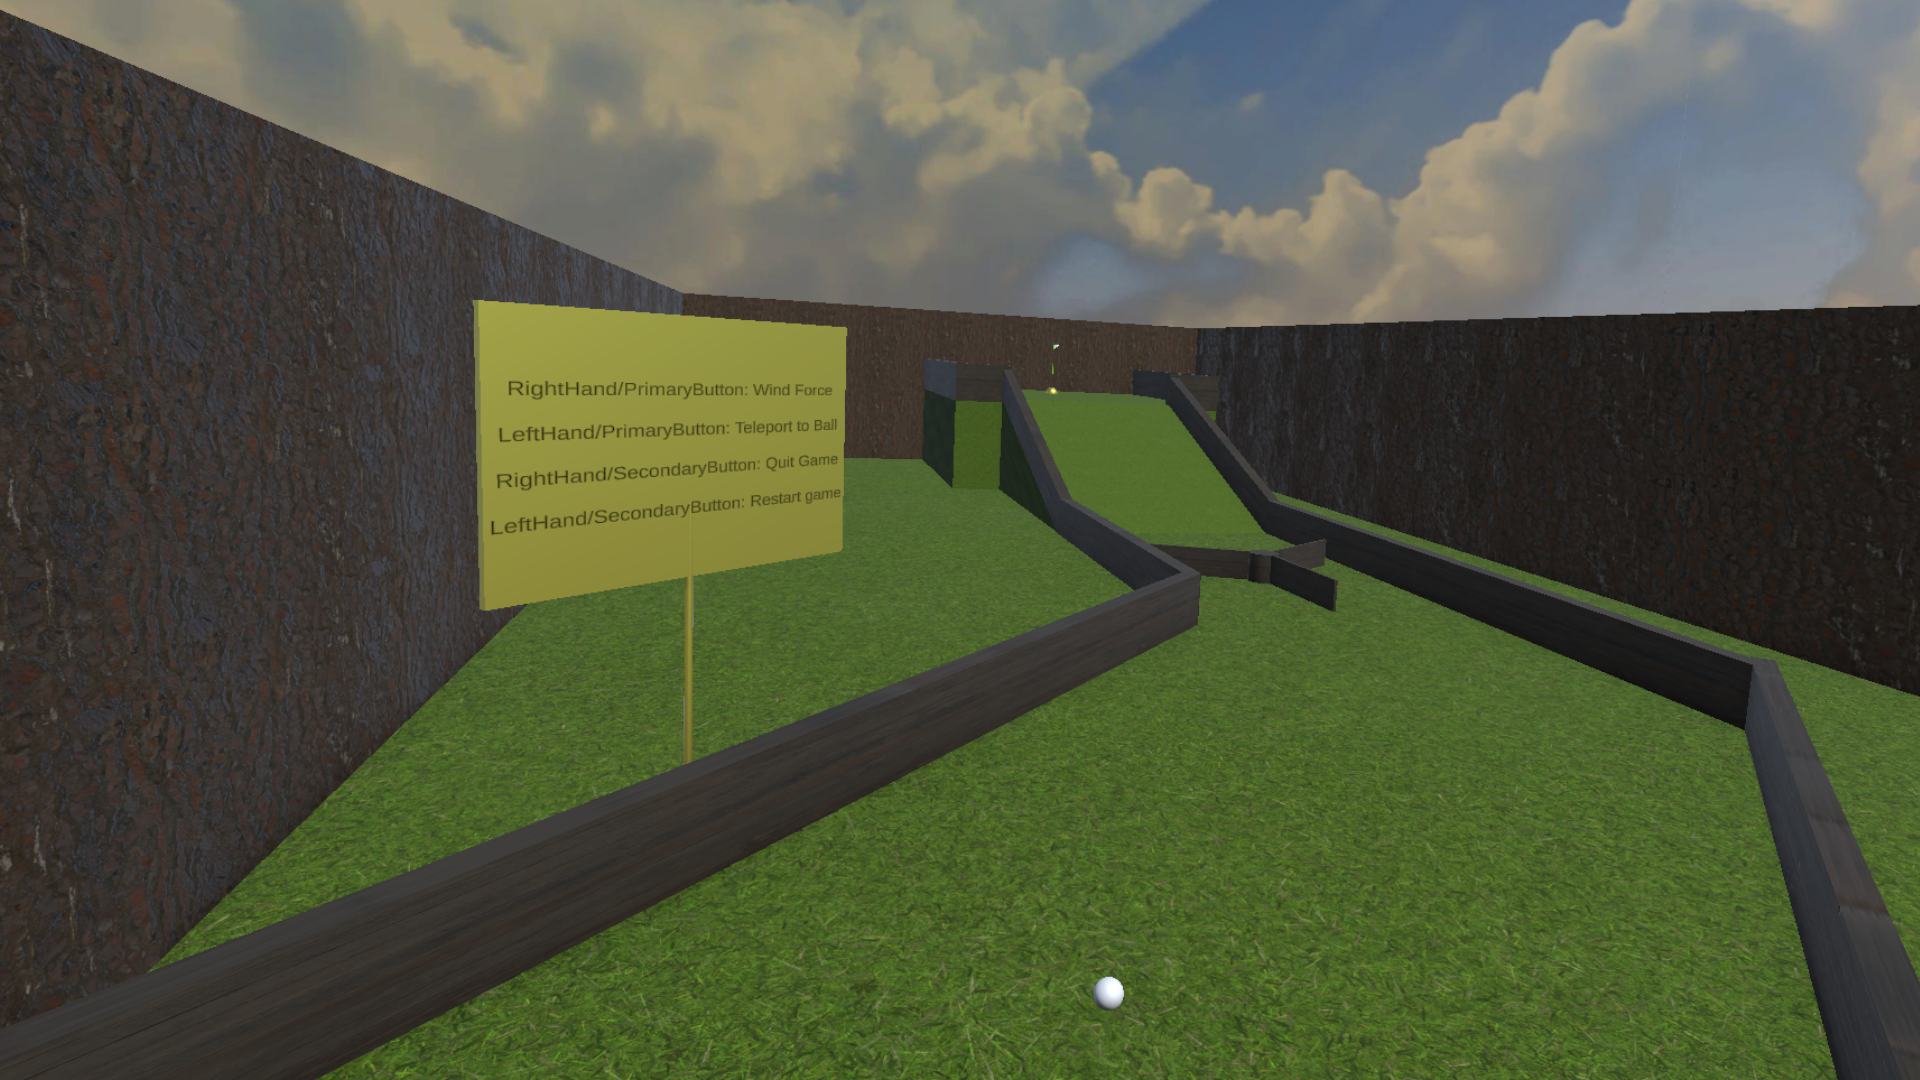 RightHand/PrimaryButton: Wind Force
LeftHand/PrimaryButton: Teleport to Ball
RightHand/SecondaryButton: Quit Game
LeftHand/SecondaryButton: Restart game